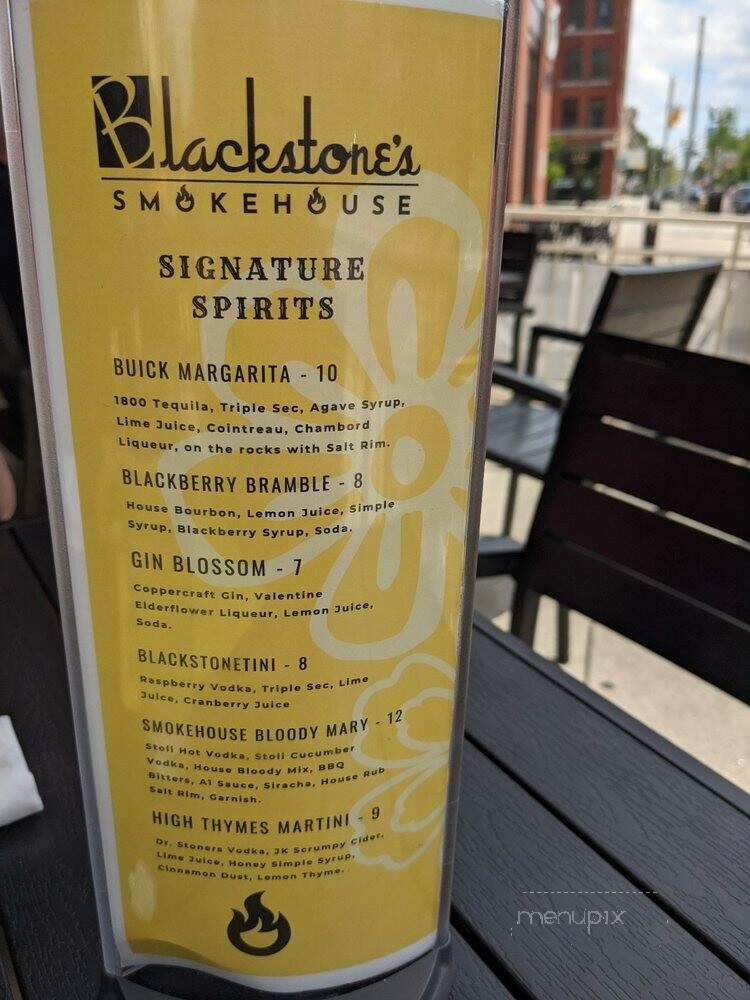 Blackstone's
SMOKEHOUSE
SIGNATURE
SPIRITS
BUICK MARGARITA - 10
1800 Tequila, Triple Sec, Agave Syrup,
Lime Juice, Cointreau, Chambord
Liqueur, on the rocks with Salt Rim.
BLACKBERRY BRAMBLE - 8
House Bourbon, Lemon Juice, Simple
Syrup, Blackberry Syrup, Soda.
GIN BLOSSOM - 7
Coppercraft Gin, Valentine
Elderflower Liqueur, Lemon Juice,
Soda.
BLACKSTONETINI - 8
Raspberry Vodka, Triple Sec, Lime
Juice, Cranberry Juice
SMOKEHOUSE BLOODY MARY - 12
Stoli Hot Vodka, Stoli Cucumber
Vodka, House Bloody Mix, BBQ
Bitters, A1 Sauce, Siracha, House Rub
Salt Rim, Garnish.
HIGH THYMES MARTINI - 9
Dr. Stoners Vodka, JK Scrumpy Cider,
Lime Juice, Honey Simple Syrup,
Cinnamon Dust, Lemon Thyme.
menupix